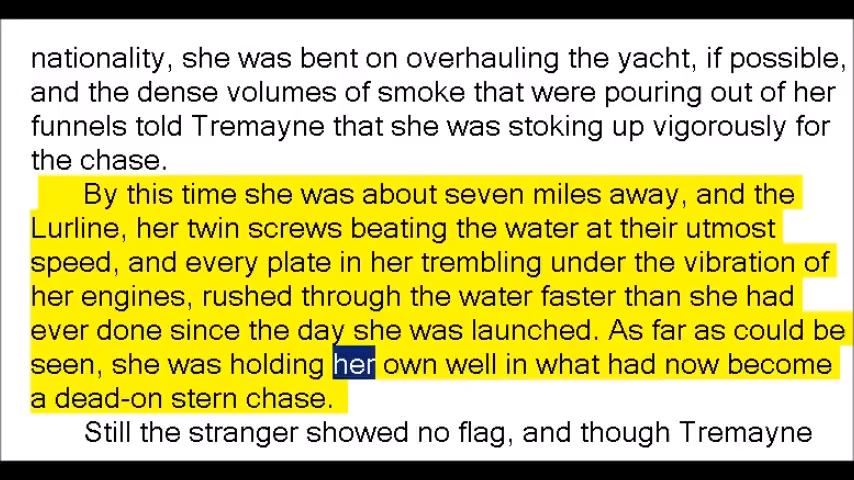 nationality, she was bent on overhauling the yacht, if possible,
and the dense volumes of smoke that were pouring out of her
funnels told Tremayne that she was stoking up vigorously for
the chase.
By this time she was about seven miles away, and the
Lurline, her twin screws beating the water at their utmost
speed, and every plate in her trembling under the vibration of
her engines, rushed through the water faster than she had
ever done since the day she was launched. As far as could be
seen, she was holding her own well in what had now become
a dead-on stern chase.
Still the stranger showed no flag, and though Tremayne